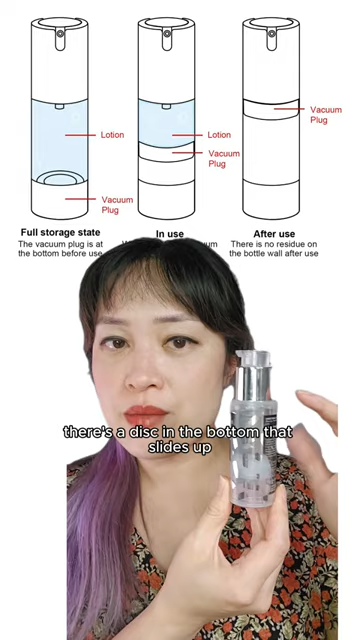 Lotion
Vacuum
Plug
Lotion
Vacuum
Plug
Vacuum
Plug
Full storage state
The vacuum plug is at
the bottom before use
In use
After use
There is no residue on
the bottle wall after use
there's a disc in the bottom that
slides up